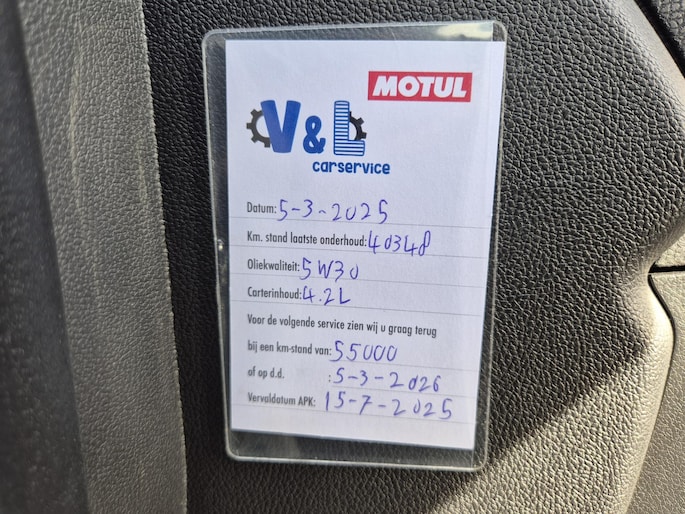 MOTUL
V & L
carservice
Datum: 5-3-2025
Km. stand laatste onderhoud: 40348
Oliekwaliteit: 5W30
Carterinhoud: 4.2L
Voor de volgende service zien wij u graag terug
bij een km-stand van: 55000
of op d.d. : 5-3-2026
Vervaldatum APK: 15-7-2025